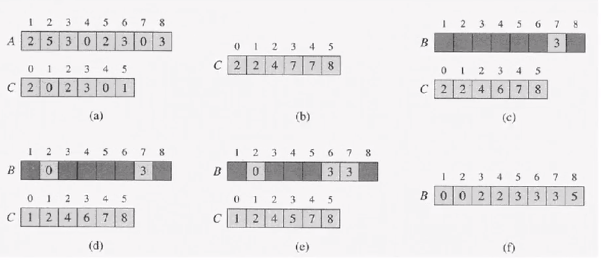 1 2 3 4 5 6 7 8
A 2 5 3 0 2 3 0 3
0 1 2 3 4 5
C 2 0 2 3 0 1
(a)
0 1 2 3 4 5
C 2 2 4 7 7 8
(b)
1 2 3 4 5 6 7 8
B 3
0 1 2 3 4 5
C 2 2 4 6 7 8
(c)
1 2 3 4 5 6 7 8
B 0 3
0 1 2 3 4 5
C 1 2 4 6 7 8
(d)
1 2 3 4 5 6 7 8
B 0 3 3
0 1 2 3 4 5
C 1 2 4 5 7 8
(e)
1 2 3 4 5 6 7 8
B 0 0 2 2 3 3 3 5
(f)